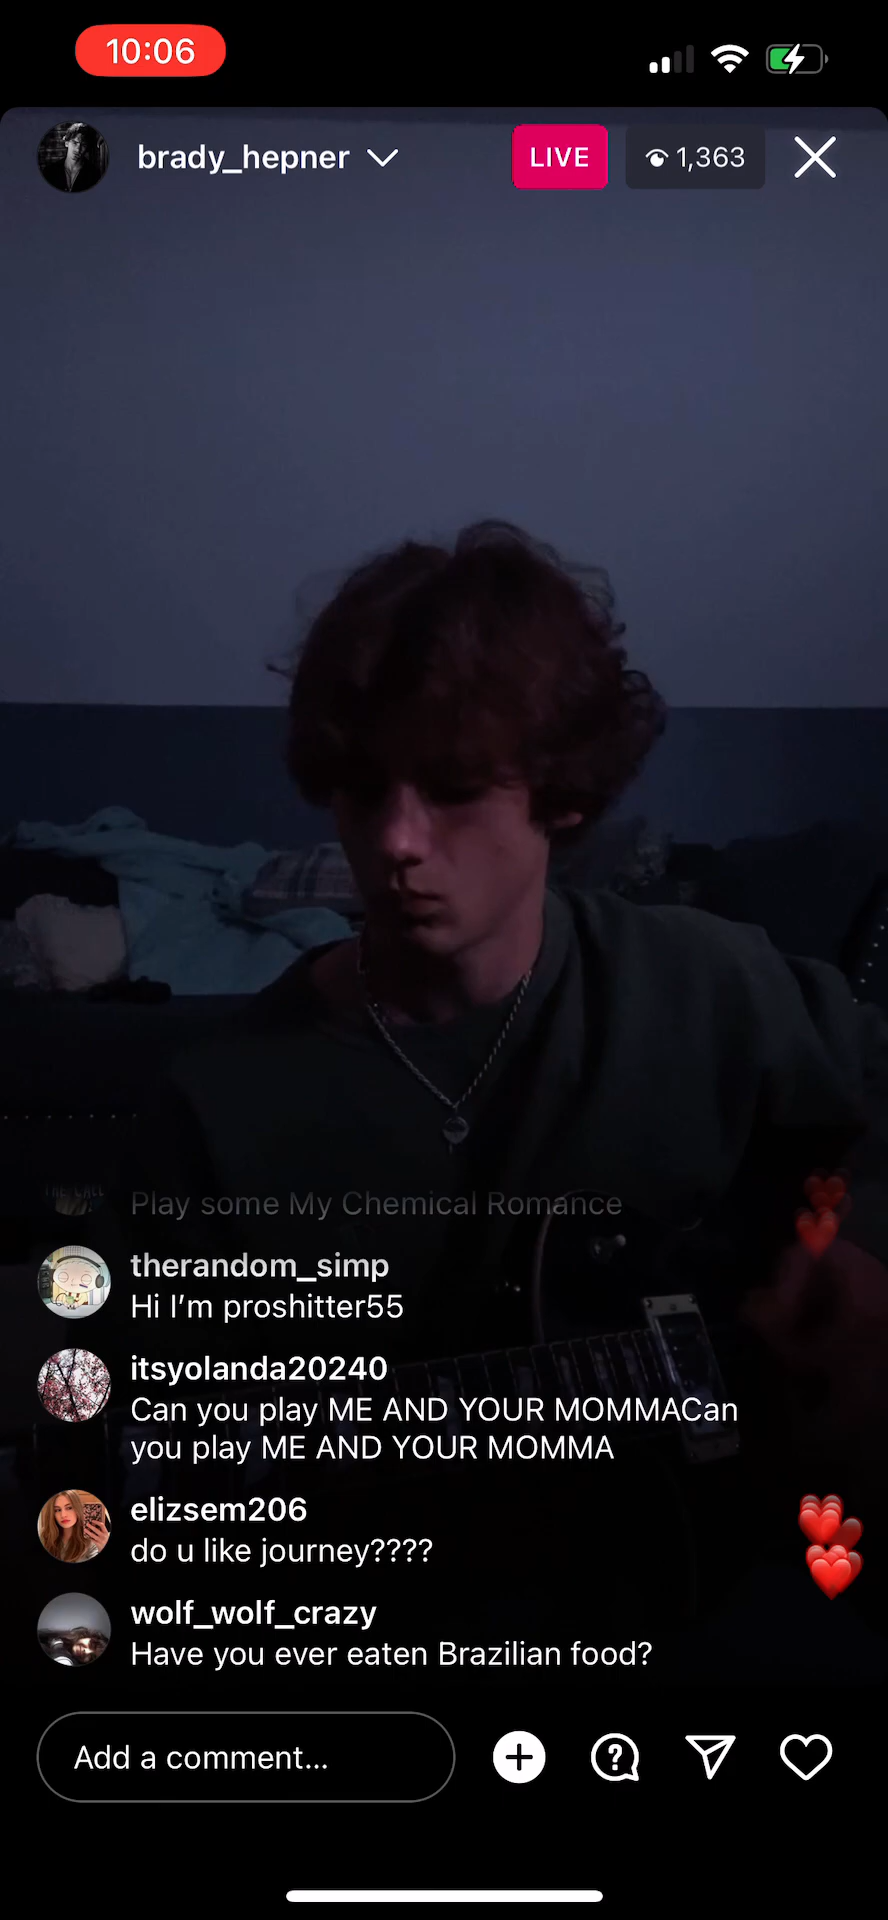 10:06
brady_hepner
LIVE
1,363
Play some My Chemical Romance
therandom_simp
Hi I’m proshitter55
itsyolanda20240
Can you play ME AND YOUR MOMMACan
you play ME AND YOUR MOMMA
elizsem206
do u like journey????
wolf_wolf_crazy
Have you ever eaten Brazilian food?
Add a comment...